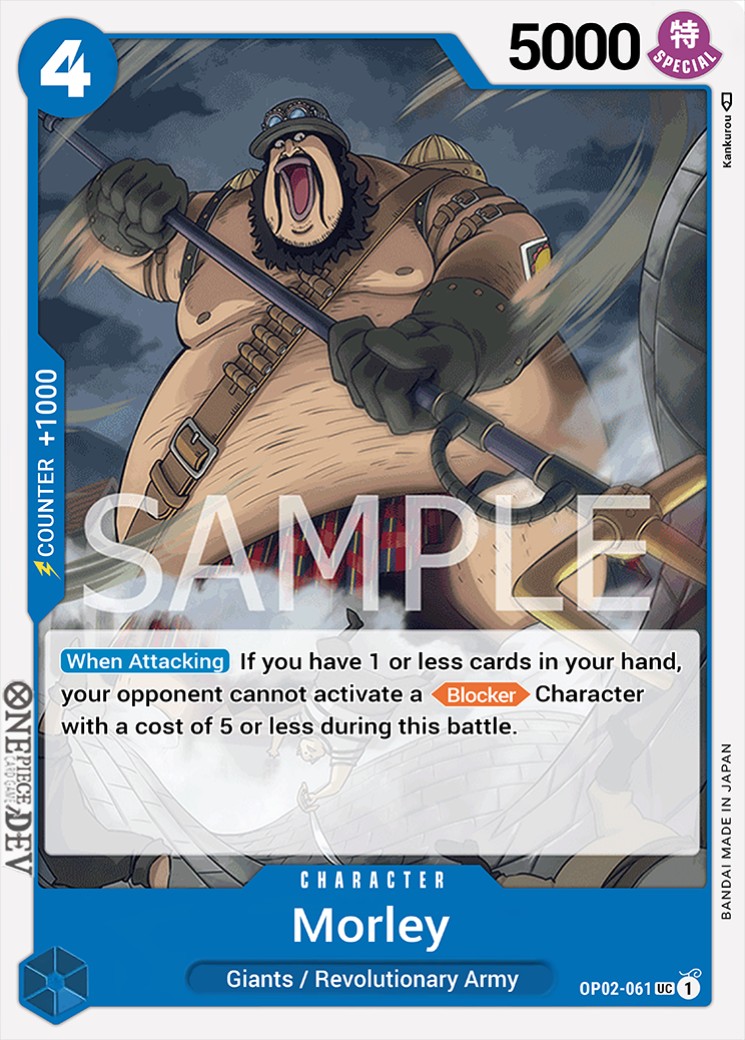 4
5000
特
SPECIAL
Kankurou
COUNTER +1000
SAMPLE
When Attacking If you have 1 or less cards in your hand,
your opponent cannot activate a Blocker Character
with a cost of 5 or less during this battle.
ONE PIECE
CARD GAME
/DEV
BANDAI MADE IN JAPAN
CHARACTER
Morley
Giants / Revolutionary Army
OP02-061 UC 1